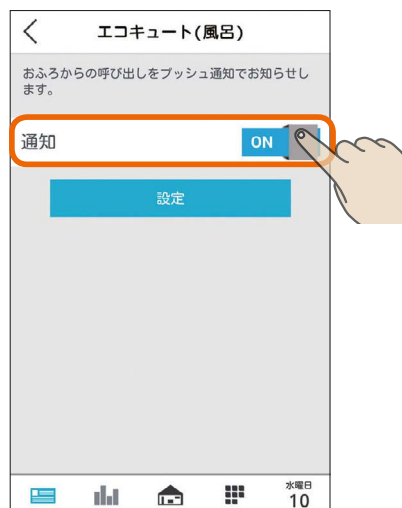 エコキュート(風呂)
おふろからの呼び出しをプッシュ通知でお知らせし
ます。
通知
ON
設定
水曜日
10